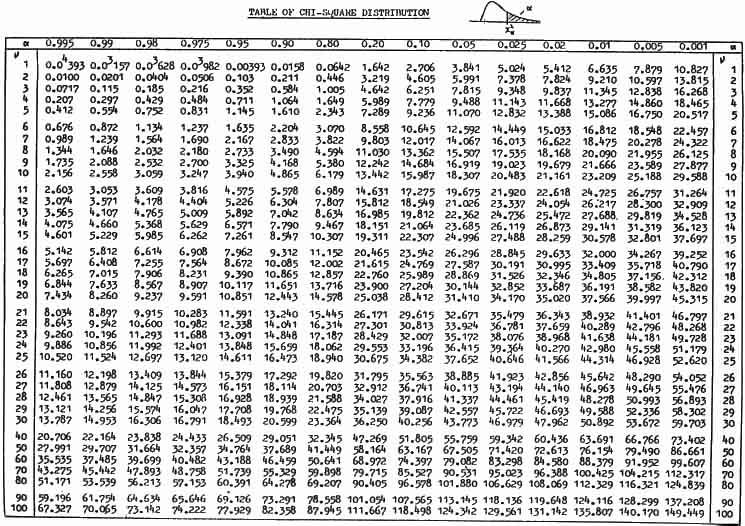 TABLE OF CHI-SQUARE DISTRIBUTION
α
χ²α
ν α 0.995 0.99 0.98 0.975 0.95 0.90 0.80 0.20 0.10 0.05 0.025 0.02 0.01 0.005 0.001 α ν
1 0.0⁴393 0.0³157 0.0³628 0.0³982 0.00393 0.0158 0.0642 1.642 2.706 3.841 5.024 5.412 6.635 7.879 10.827 1
2 0.0100 0.0201 0.0404 0.0506 0.103 0.211 0.446 3.219 4.605 5.991 7.378 7.824 9.210 10.597 13.815 2
3 0.0717 0.115 0.185 0.216 0.352 0.584 1.005 4.642 6.251 7.815 9.348 9.837 11.345 12.838 16.268 3
4 0.207 0.297 0.429 0.484 0.711 1.064 1.649 5.989 7.779 9.488 11.143 11.668 13.277 14.860 18.465 4
5 0.412 0.554 0.752 0.831 1.145 1.610 2.343 7.289 9.236 11.070 12.832 13.388 15.086 16.750 20.517 5
6 0.676 0.872 1.134 1.237 1.635 2.204 3.070 8.558 10.645 12.592 14.449 15.033 16.812 18.548 22.457 6
7 0.989 1.239 1.564 1.690 2.167 2.833 3.822 9.803 12.017 14.067 16.013 16.622 18.475 20.278 24.322 7
8 1.344 1.646 2.032 2.180 2.733 3.490 4.594 11.030 13.362 15.507 17.535 18.168 20.090 21.955 26.125 8
9 1.735 2.088 2.532 2.700 3.325 4.168 5.380 12.242 14.684 16.919 19.023 19.679 21.666 23.589 27.877 9
10 2.156 2.558 3.059 3.247 3.940 4.865 6.179 13.442 15.987 18.307 20.483 21.161 23.209 25.188 29.588 10
11 2.603 3.053 3.609 3.816 4.575 5.578 6.989 14.631 17.275 19.675 21.920 22.618 24.725 26.757 31.264 11
12 3.074 3.571 4.178 4.404 5.226 6.304 7.807 15.812 18.549 21.026 23.337 24.054 26.217 28.300 32.909 12
13 3.565 4.107 4.765 5.009 5.892 7.042 8.634 16.985 19.812 22.362 24.736 25.472 27.688 29.819 34.528 13
14 4.075 4.660 5.368 5.629 6.571 7.790 9.467 18.151 21.064 23.685 26.119 26.873 29.141 31.319 36.123 14
15 4.601 5.229 5.985 6.262 7.261 8.547 10.307 19.311 22.307 24.996 27.488 28.259 30.578 32.801 37.697 15
16 5.142 5.812 6.614 6.908 7.962 9.312 11.152 20.465 23.542 26.296 28.845 29.633 32.000 34.267 39.252 16
17 5.697 6.408 7.255 7.564 8.672 10.085 12.002 21.615 24.769 27.587 30.191 30.995 33.409 35.718 40.790 17
18 6.265 7.015 7.906 8.231 9.390 10.865 12.857 22.760 25.989 28.869 31.526 32.346 34.805 37.156 42.312 18
19 6.844 7.633 8.567 8.907 10.117 11.651 13.716 23.900 27.204 30.144 32.852 33.687 36.191 38.582 43.820 19
20 7.434 8.260 9.237 9.591 10.851 12.443 14.578 25.038 28.412 31.410 34.170 35.020 37.566 39.997 45.315 20
21 8.034 8.897 9.915 10.283 11.591 13.240 15.445 26.171 29.615 32.671 35.479 36.343 38.932 41.401 46.797 21
22 8.643 9.542 10.600 10.982 12.338 14.041 16.314 27.301 30.813 33.924 36.781 37.659 40.289 42.796 48.268 22
23 9.260 10.196 11.293 11.688 13.091 14.848 17.187 28.429 32.007 35.172 38.076 38.968 41.638 44.181 49.728 23
24 9.886 10.856 11.992 12.401 13.848 15.659 18.062 29.553 33.196 36.415 39.364 40.270 42.980 45.558 51.179 24
25 10.520 11.524 12.697 13.120 14.611 16.473 18.940 30.675 34.382 37.652 40.646 41.566 44.314 46.928 52.620 25
26 11.160 12.198 13.409 13.844 15.379 17.292 19.820 31.795 35.563 38.885 41.923 42.856 45.642 48.290 54.052 26
27 11.808 12.879 14.125 14.573 16.151 18.114 20.703 32.912 36.741 40.113 43.194 44.140 46.963 49.645 55.476 27
28 12.461 13.565 14.847 15.308 16.928 18.939 21.588 34.027 37.916 41.337 44.461 45.419 48.278 50.993 56.893 28
29 13.121 14.256 15.574 16.047 17.708 19.768 22.475 35.139 39.087 42.557 45.722 46.693 49.588 52.336 58.302 29
30 13.787 14.953 16.306 16.791 18.493 20.599 23.364 36.250 40.256 43.773 46.979 47.962 50.892 53.672 59.703 30
40 20.706 22.164 23.838 24.433 26.509 29.051 32.345 47.269 51.805 55.759 59.342 60.436 63.691 66.766 73.402 40
50 27.991 29.707 31.664 32.357 34.764 37.689 41.449 58.164 63.167 67.505 71.420 72.613 76.154 79.490 86.661 50
60 35.535 37.485 39.699 40.482 43.188 46.459 50.641 68.972 74.397 79.082 83.298 84.580 88.379 91.952 99.607 60
70 43.275 45.442 47.893 48.758 51.739 55.329 59.898 79.715 85.527 90.531 95.023 96.388 100.425 104.215 112.317 70
80 51.171 53.539 56.213 57.153 60.391 64.278 69.207 90.405 96.578 101.880 106.629 108.069 112.329 116.321 124.839 80
90 59.196 61.754 64.634 65.646 69.126 73.291 78.558 101.054 107.565 113.145 118.136 119.648 124.116 128.299 137.208 90
100 67.327 70.065 73.142 74.222 77.929 82.358 87.945 111.667 118.498 124.342 129.561 131.142 135.807 140.170 149.449 100